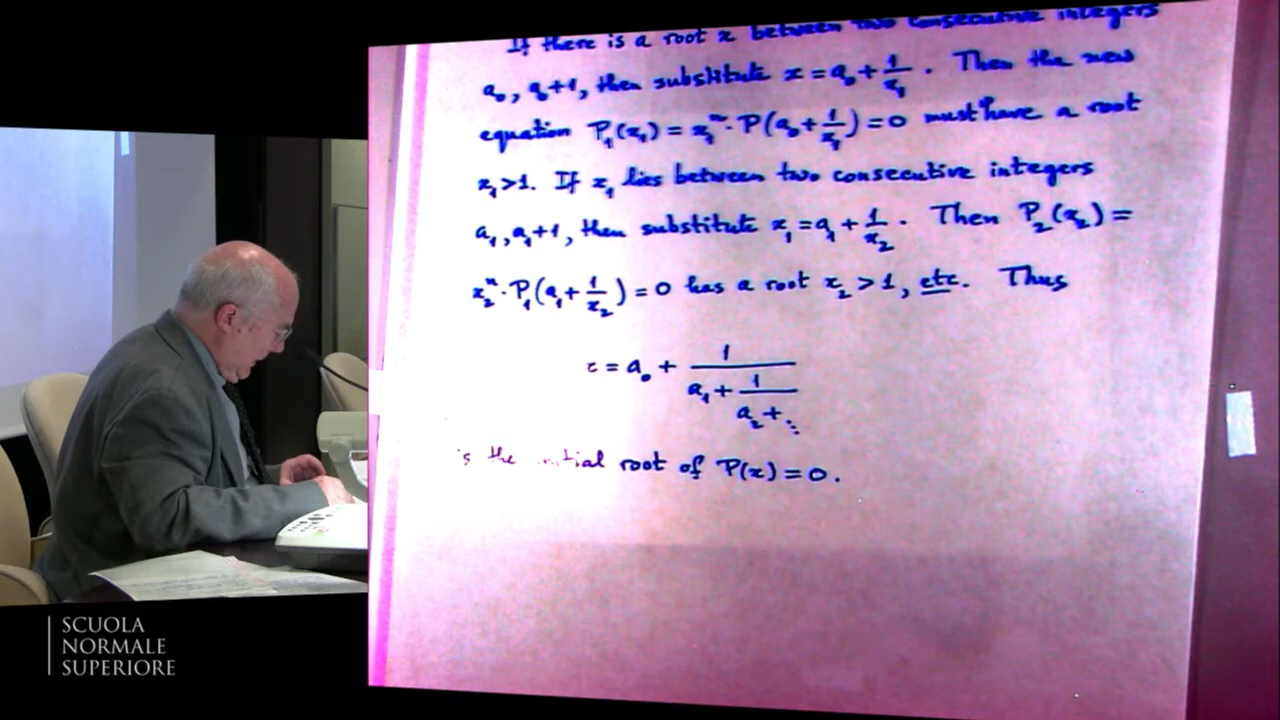 If there is a root x between two consecutive integers
a₀, a₀+1, then substitute x = a₀ + 1/x₁. Then the new
equation P₁(x₁) = x₁ⁿ · P(a₀ + 1/x₁) = 0 must have a root
x₁ > 1. If x₁ lies between two consecutive integers
a₁, a₁+1, then substitute x₁ = a₁ + 1/x₂. Then P₂(x₂) =
x₂ⁿ · P₁(a₁ + 1/x₂) = 0 has a root x₂ > 1, etc. Thus
x = a₀ + 1/(a₁ + 1/(a₂ + ⋱
is the initial root of P(x) = 0.
SCUOLA
NORMALE
SUPERIORE